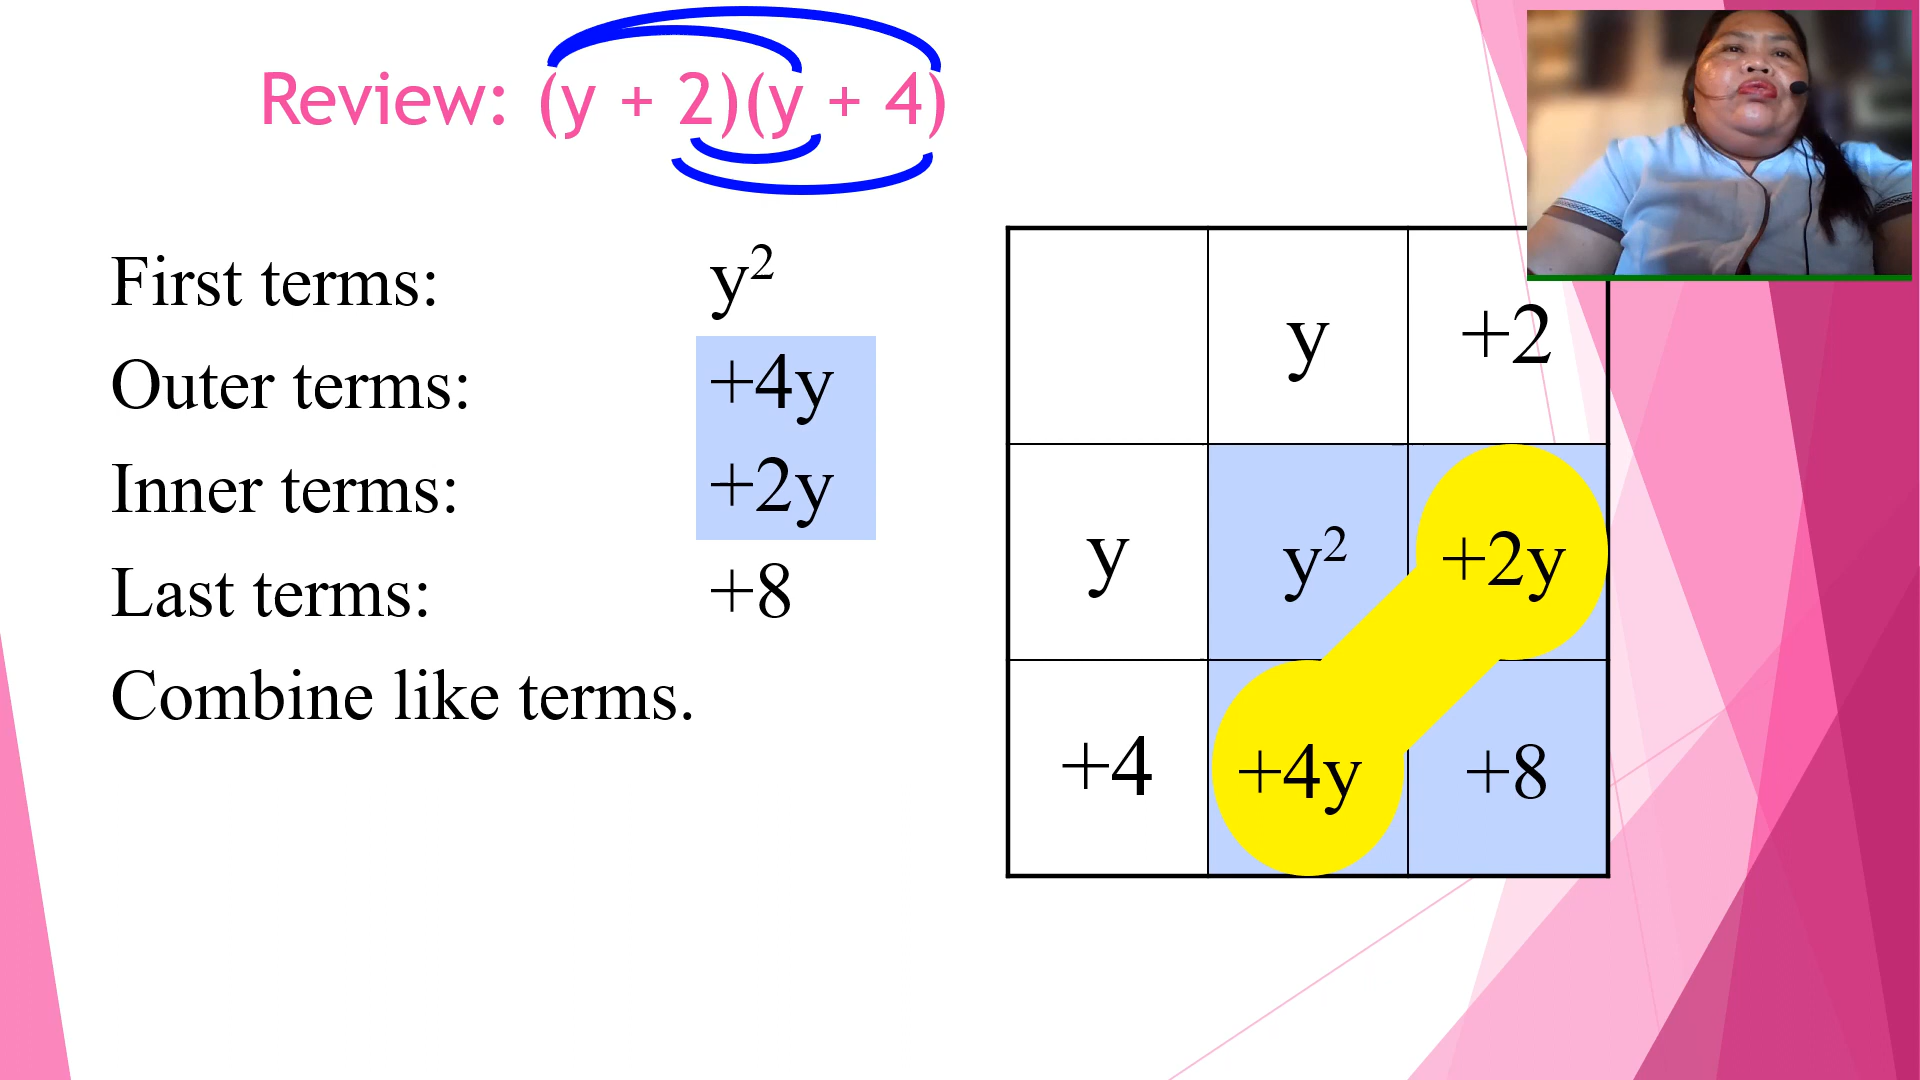 Review: (y + 2)(y + 4)
First terms: y²
Outer terms: +4y
Inner terms: +2y
Last terms: +8
Combine like terms.
y +2
y y² +2y
+4 +4y +8